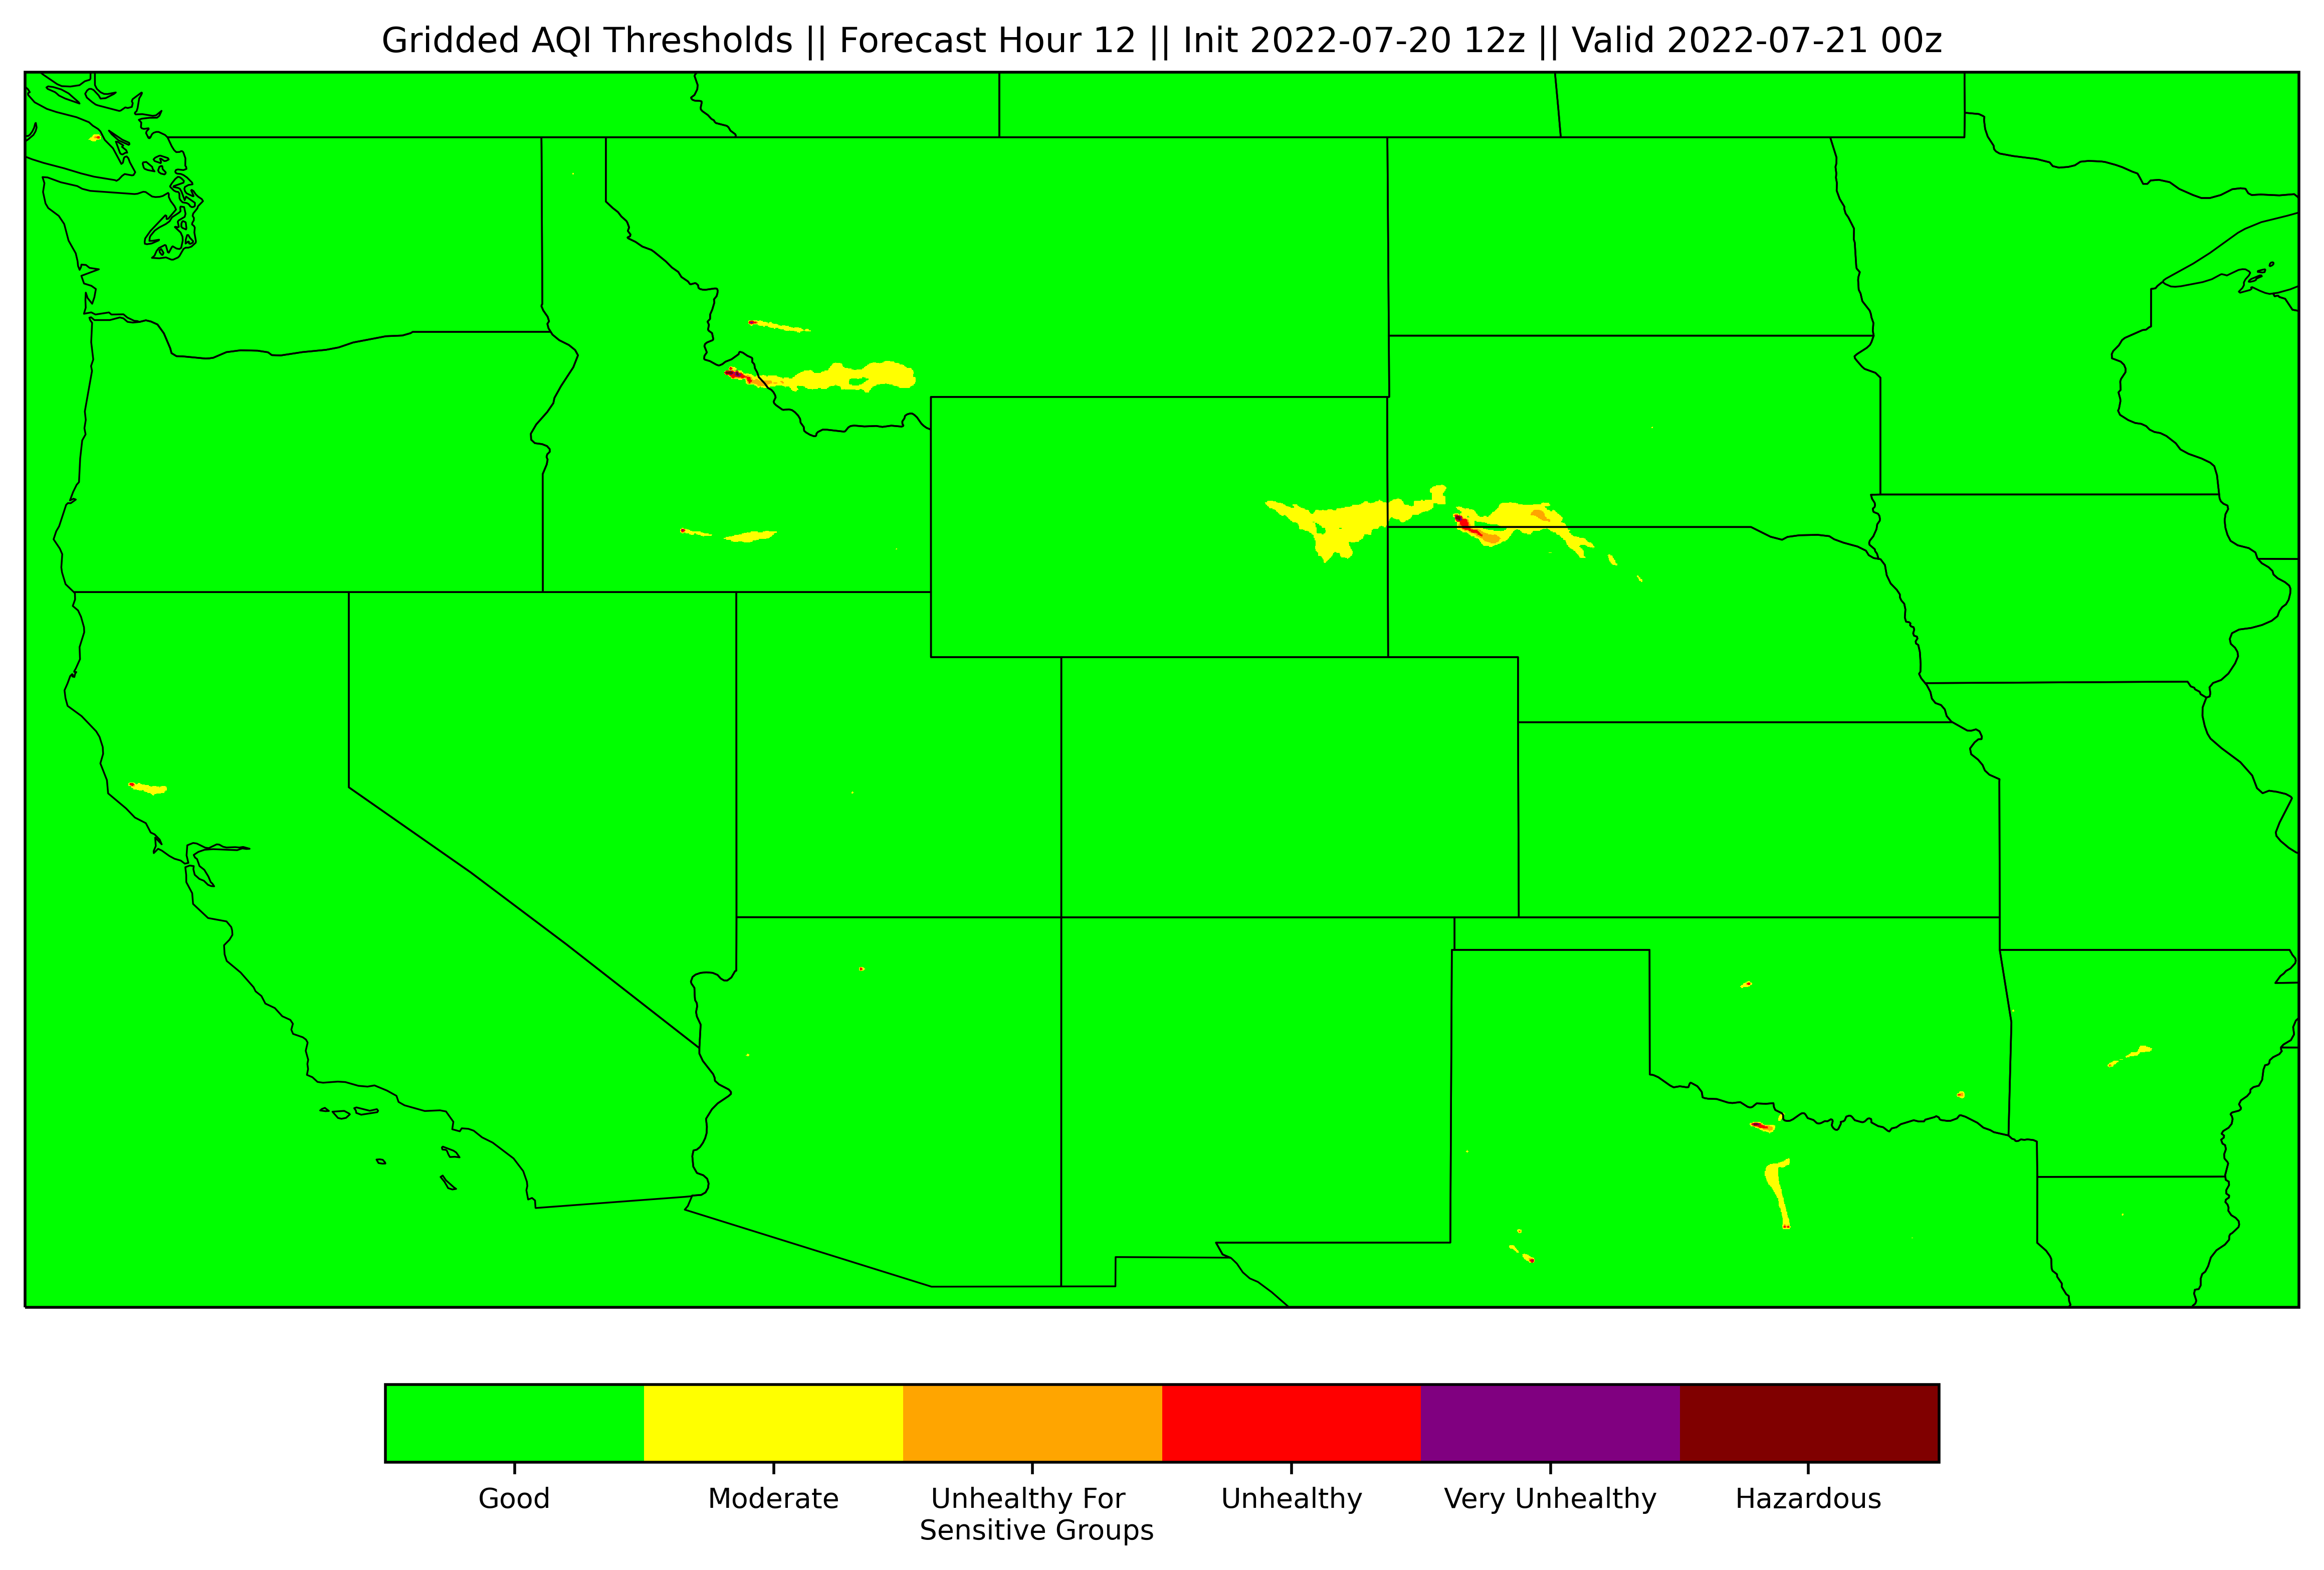 Gridded AQI Thresholds || Forecast Hour 12 || Init 2022-07-20 12z || Valid 2022-07-21 00z
Good
Moderate
Unhealthy For
Sensitive Groups
Unhealthy
Very Unhealthy
Hazardous